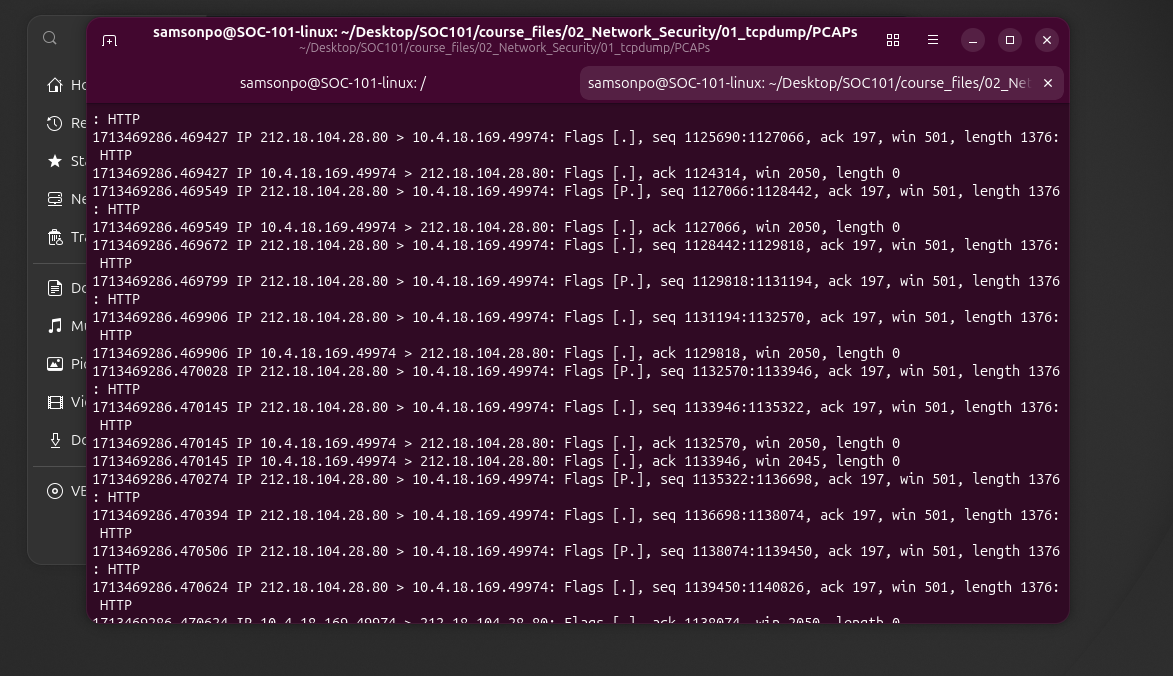 samsonpo@SOC-101-linux: ~/Desktop/SOC101/course_files/02_Network_Security/01_tcpdump/PCAPs
~/Desktop/SOC101/course_files/02_Network_Security/01_tcpdump/PCAPs
samsonpo@SOC-101-linux: /
samsonpo@SOC-101-linux: ~/Desktop/SOC101/course_files/02_Net
: HTTP
1713469286.469427 IP 212.18.104.28.80 > 10.4.18.169.49974: Flags [.], seq 1125690:1127066, ack 197, win 501, length 1376:
HTTP
1713469286.469427 IP 10.4.18.169.49974 > 212.18.104.28.80: Flags [.], ack 1124314, win 2050, length 0
1713469286.469549 IP 212.18.104.28.80 > 10.4.18.169.49974: Flags [P.], seq 1127066:1128442, ack 197, win 501, length 1376
: HTTP
1713469286.469549 IP 10.4.18.169.49974 > 212.18.104.28.80: Flags [.], ack 1127066, win 2050, length 0
1713469286.469672 IP 212.18.104.28.80 > 10.4.18.169.49974: Flags [.], seq 1128442:1129818, ack 197, win 501, length 1376:
HTTP
1713469286.469799 IP 212.18.104.28.80 > 10.4.18.169.49974: Flags [P.], seq 1129818:1131194, ack 197, win 501, length 1376
: HTTP
1713469286.469906 IP 212.18.104.28.80 > 10.4.18.169.49974: Flags [.], seq 1131194:1132570, ack 197, win 501, length 1376:
HTTP
1713469286.469906 IP 10.4.18.169.49974 > 212.18.104.28.80: Flags [.], ack 1129818, win 2050, length 0
1713469286.470028 IP 212.18.104.28.80 > 10.4.18.169.49974: Flags [P.], seq 1132570:1133946, ack 197, win 501, length 1376
: HTTP
1713469286.470145 IP 212.18.104.28.80 > 10.4.18.169.49974: Flags [.], seq 1133946:1135322, ack 197, win 501, length 1376:
HTTP
1713469286.470145 IP 10.4.18.169.49974 > 212.18.104.28.80: Flags [.], ack 1132570, win 2050, length 0
1713469286.470145 IP 10.4.18.169.49974 > 212.18.104.28.80: Flags [.], ack 1133946, win 2045, length 0
1713469286.470274 IP 212.18.104.28.80 > 10.4.18.169.49974: Flags [P.], seq 1135322:1136698, ack 197, win 501, length 1376
: HTTP
1713469286.470394 IP 212.18.104.28.80 > 10.4.18.169.49974: Flags [.], seq 1136698:1138074, ack 197, win 501, length 1376:
HTTP
1713469286.470506 IP 212.18.104.28.80 > 10.4.18.169.49974: Flags [P.], seq 1138074:1139450, ack 197, win 501, length 1376
: HTTP
1713469286.470624 IP 212.18.104.28.80 > 10.4.18.169.49974: Flags [.], seq 1139450:1140826, ack 197, win 501, length 1376:
HTTP
1713469286.470624 IP 10.4.18.169.49974 > 212.18.104.28.80: Flags [.], ack 1138074, win 2050, length 0